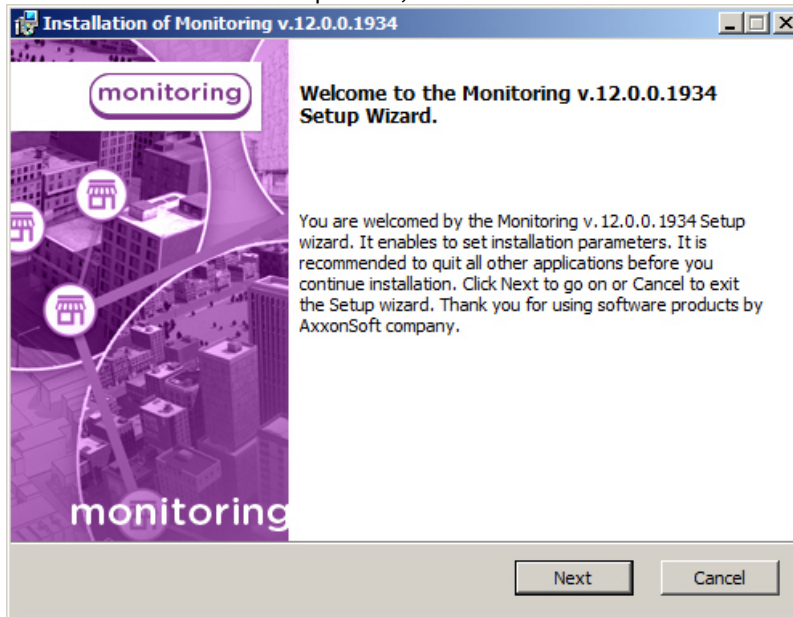 Installation of Monitoring v.12.0.0.1934
monitoring
Welcome to the Monitoring v.12.0.0.1934
Setup Wizard.
You are welcomed by the Monitoring v.12.0.0.1934 Setup
wizard. It enables to set installation parameters. It is
recommended to quit all other applications before you
continue installation. Click Next to go on or Cancel to exit
the Setup wizard. Thank you for using software products by
AxxonSoft company.
monitoring
Next
Cancel